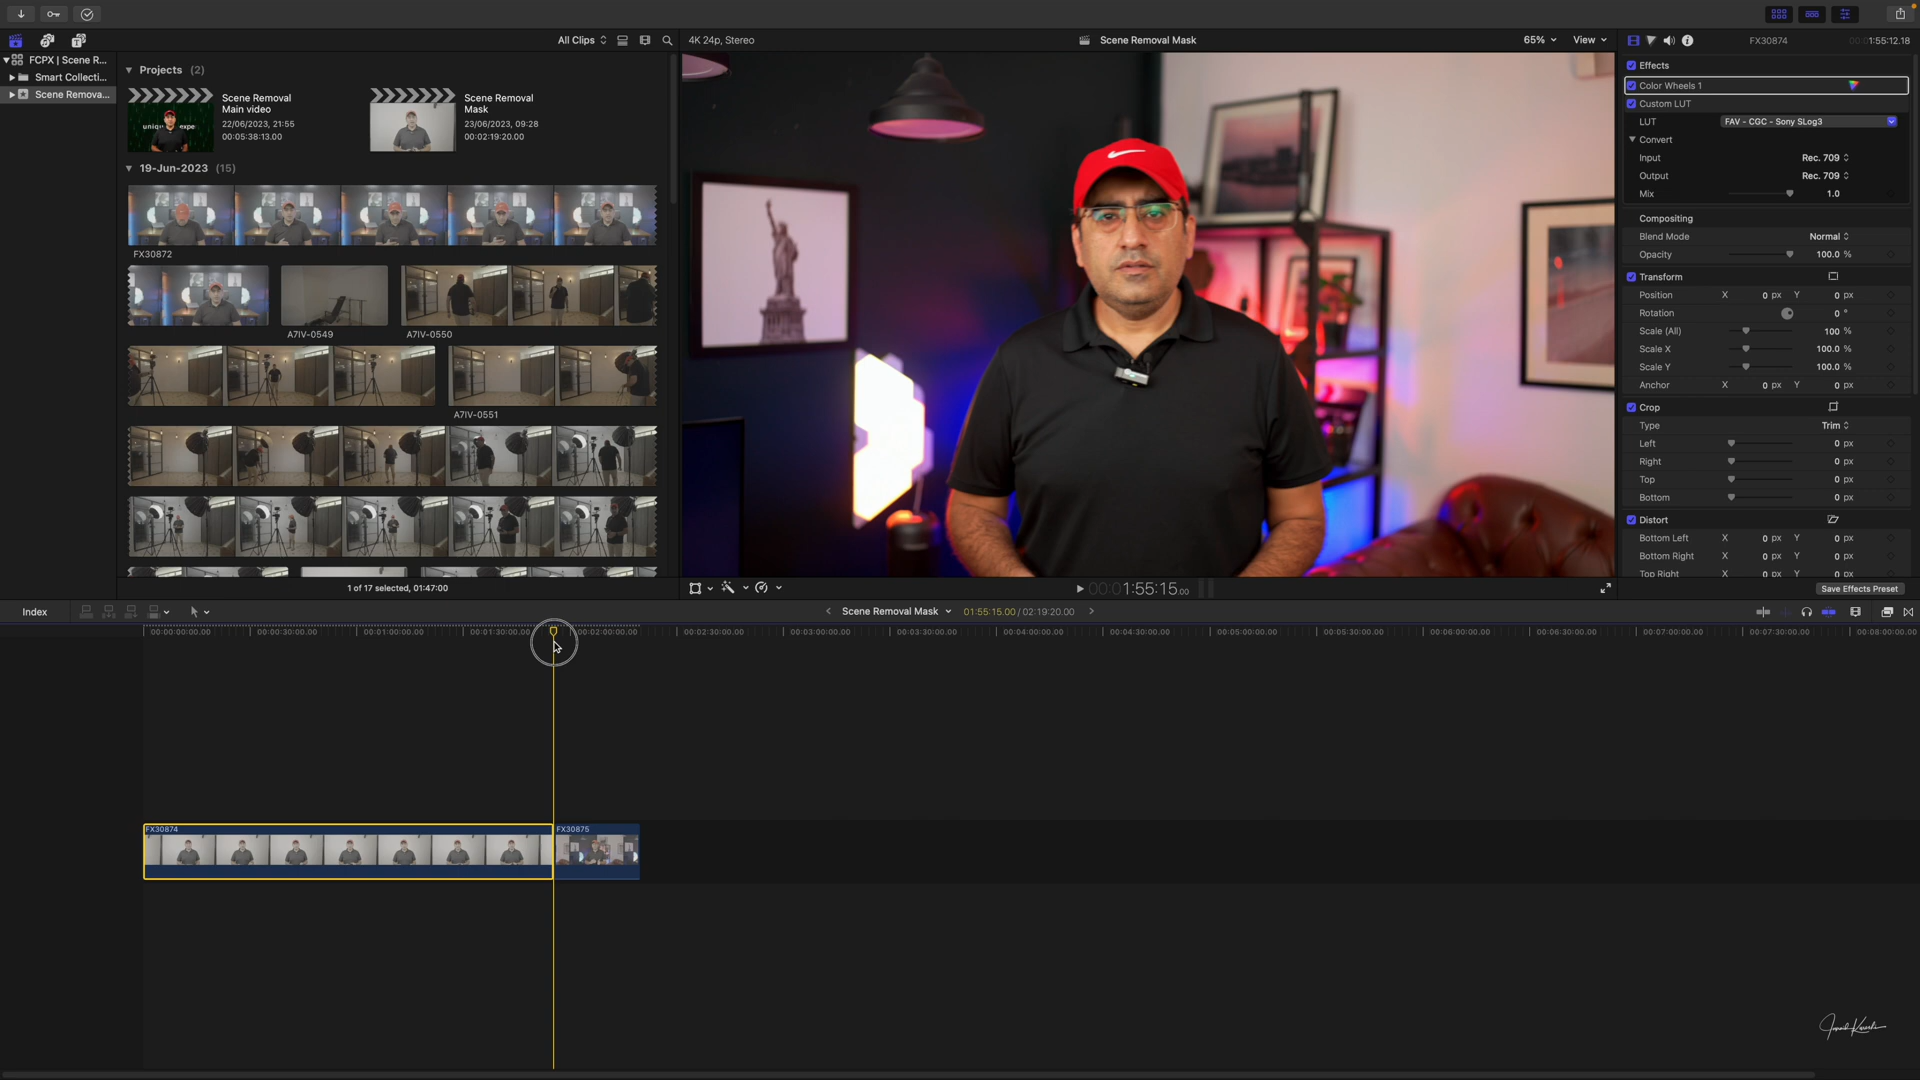 All Clips
4K 24p, Stereo
Scene Removal Mask
65%
View
FX30874
00:01:55:12.18
FCPX | Scene R...
Smart Collecti...
Scene Remova...
Projects (2)
Scene Removal
Main video
22/06/2023, 21:55
00:05:38:13.00
Scene Removal
Mask
23/06/2023, 09:28
00:02:19:20.00
19-Jun-2023 (15)
FX30872
A7IV-0549
A7IV-0550
A7IV-0551
1 of 17 selected, 01:47:00
00:00:1:55:15.00
Effects
Color Wheels 1
Custom LUT
LUT FAV - CGC - Sony SLog3
Convert
Input Rec. 709
Output Rec. 709
Mix 1.0
Compositing
Blend Mode Normal
Opacity 100.0 %
Transform
Position X 0 px Y 0 px
Rotation 0 °
Scale (All) 100 %
Scale X 100.0 %
Scale Y 100.0 %
Anchor X 0 px Y 0 px
Crop
Type Trim
Left 0 px
Right 0 px
Top 0 px
Bottom 0 px
Distort
Bottom Left X 0 px Y 0 px
Bottom Right X 0 px Y 0 px
Top Right X 0 px Y 0 px
Save Effects Preset
Index
Scene Removal Mask
01:55:15.00 / 02:19:20.00
00:00:00:00.00 00:00:30:00.00 00:01:00:00.00 00:01:30:00.00 00:02:00:00.00 00:02:30:00.00 00:03:00:00.00 00:03:30:00.00 00:04:00:00.00 00:04:30:00.00 00:05:00:00.00 00:05:30:00.00 00:06:00:00.00 00:06:30:00.00 00:07:00:00.00 00:07:30:00.00 00:08:00:00.00
FX30874
FX30875